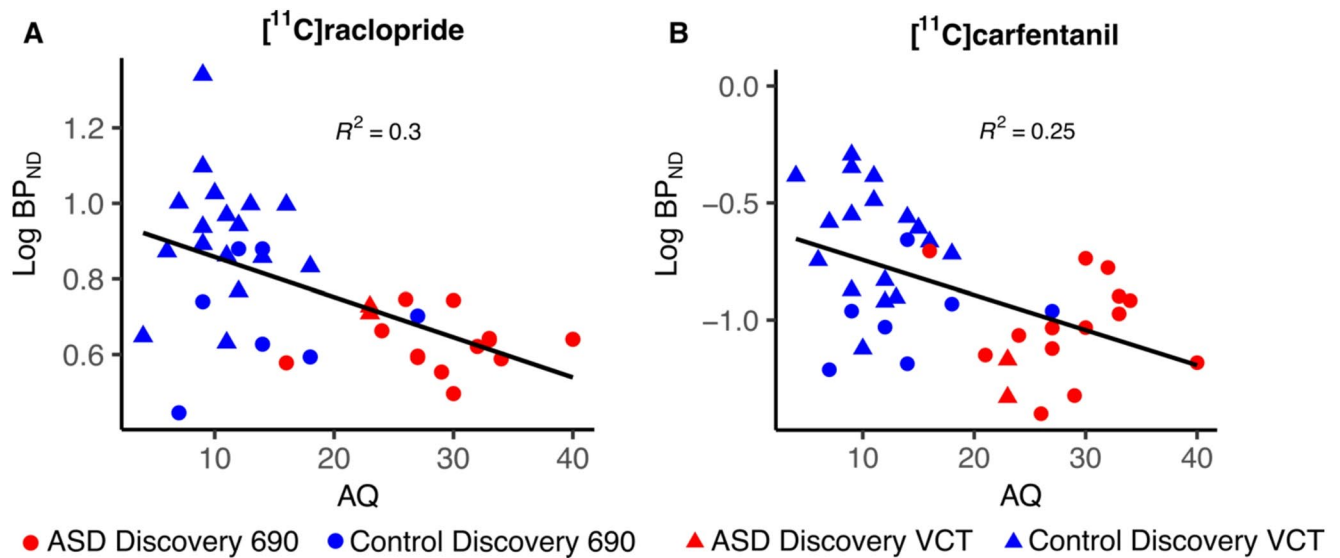 A
[¹¹C]raclopride
R² = 0.3
Log BP_ND
1.2
1.0
0.8
0.6
10 20 30 40
AQ
B
[¹¹C]carfentanil
R² = 0.25
Log BP_ND
0.0
−0.5
−1.0
10 20 30 40
AQ
ASD Discovery 690 Control Discovery 690 ASD Discovery VCT Control Discovery VCT